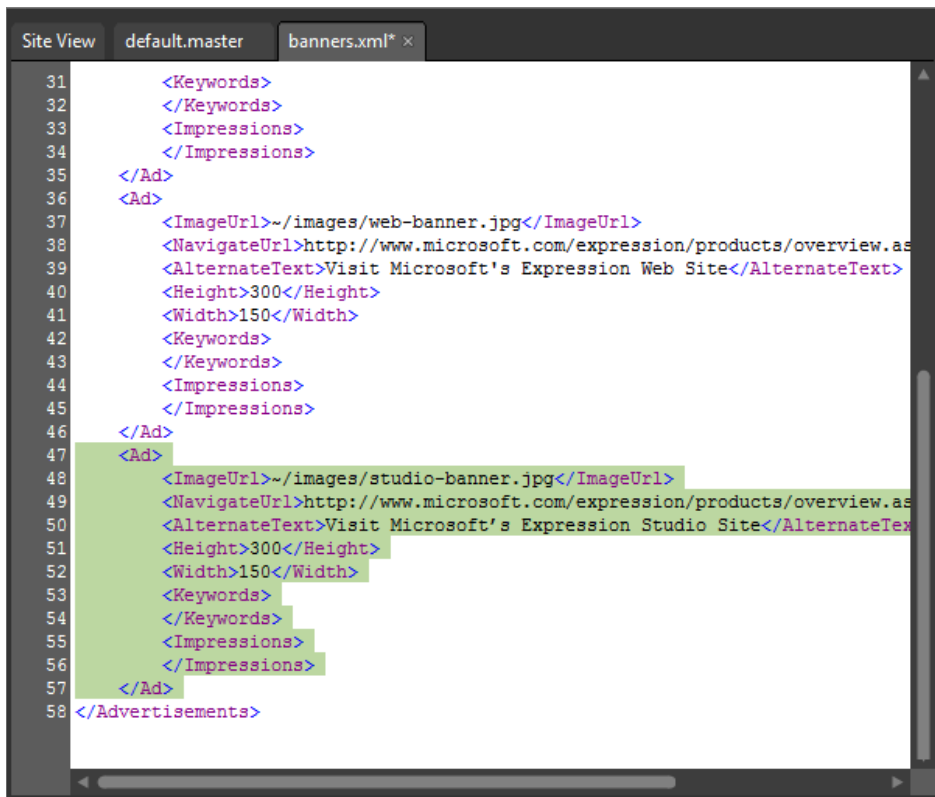 Site View default.master banners.xml* ×
31 <Keywords>
32 </Keywords>
33 <Impressions>
34 </Impressions>
35 </Ad>
36 <Ad>
37 <ImageUrl>~/images/web-banner.jpg</ImageUrl>
38 <NavigateUrl>http://www.microsoft.com/expression/products/overview.as
39 <AlternateText>Visit Microsoft's Expression Web Site</AlternateText>
40 <Height>300</Height>
41 <Width>150</Width>
42 <Keywords>
43 </Keywords>
44 <Impressions>
45 </Impressions>
46 </Ad>
47 <Ad>
48 <ImageUrl>~/images/studio-banner.jpg</ImageUrl>
49 <NavigateUrl>http://www.microsoft.com/expression/products/overview.as
50 <AlternateText>Visit Microsoft’s Expression Studio Site</AlternateTex
51 <Height>300</Height>
52 <Width>150</Width>
53 <Keywords>
54 </Keywords>
55 <Impressions>
56 </Impressions>
57 </Ad>
58 </Advertisements>